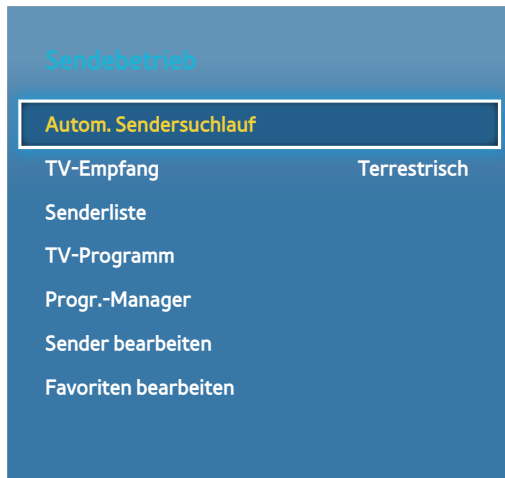 Sendebetrieb
Autom. Sendersuchlauf
TV-Empfang Terrestrisch
Senderliste
TV-Programm
Progr.-Manager
Sender bearbeiten
Favoriten bearbeiten